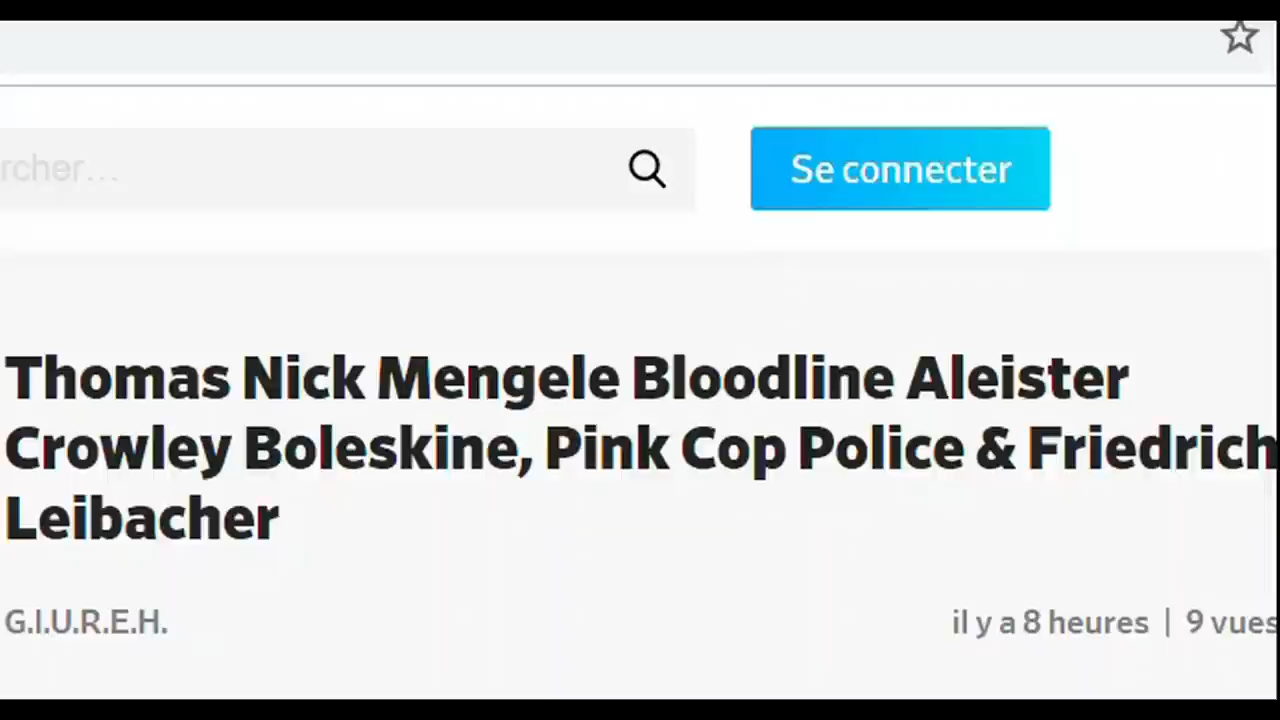 rcher...
Se connecter
Thomas Nick Mengele Bloodline Aleister
Crowley Boleskine, Pink Cop Police & Friedrich
Leibacher
G.I.U.R.E.H.
il y a 8 heures | 9 vues